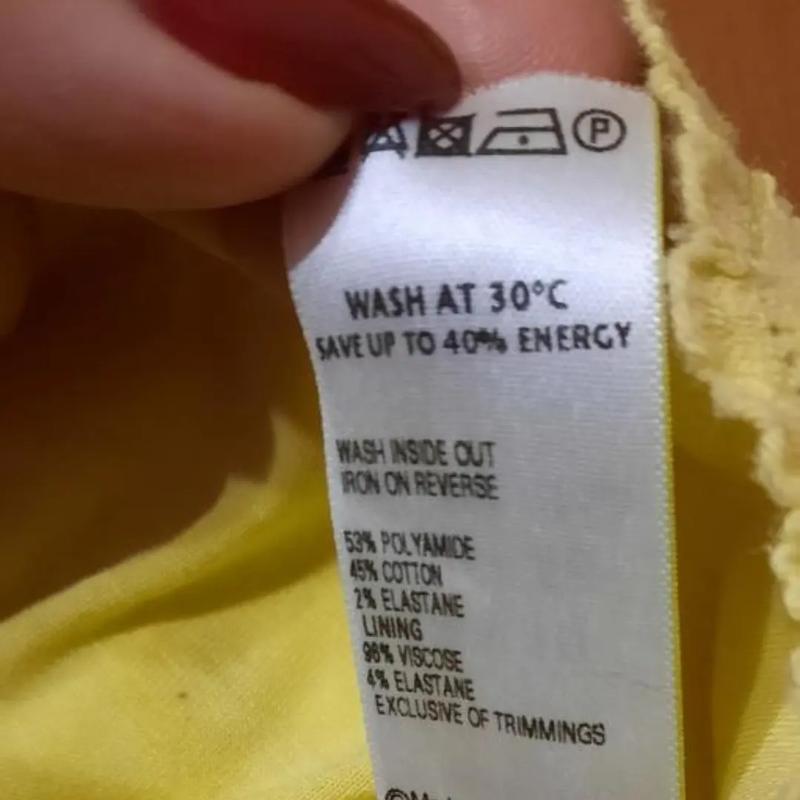 P
WASH AT 30°C
SAVE UP TO 40% ENERGY
WASH INSIDE OUT
IRON ON REVERSE
53% POLYAMIDE
45% COTTON
2% ELASTANE
LINING
96% VISCOSE
4% ELASTANE
EXCLUSIVE OF TRIMMINGS